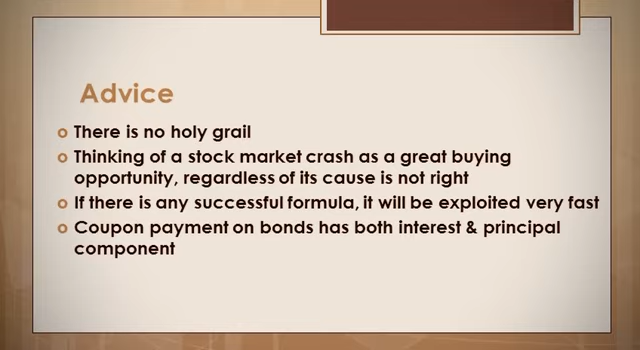 Advice
There is no holy grail
Thinking of a stock market crash as a great buying
opportunity, regardless of its cause is not right
If there is any successful formula, it will be exploited very fast
Coupon payment on bonds has both interest & principal
component